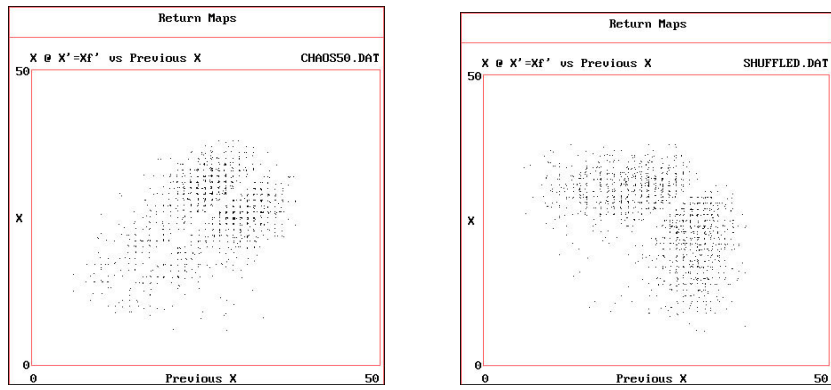 Return Maps
X @ X'=Xf' vs Previous X CHAOS50.DAT
50
X
0
0 Previous X 50
Return Maps
X @ X'=Xf' vs Previous X SHUFFLED.DAT
50
X
0
0 Previous X 50